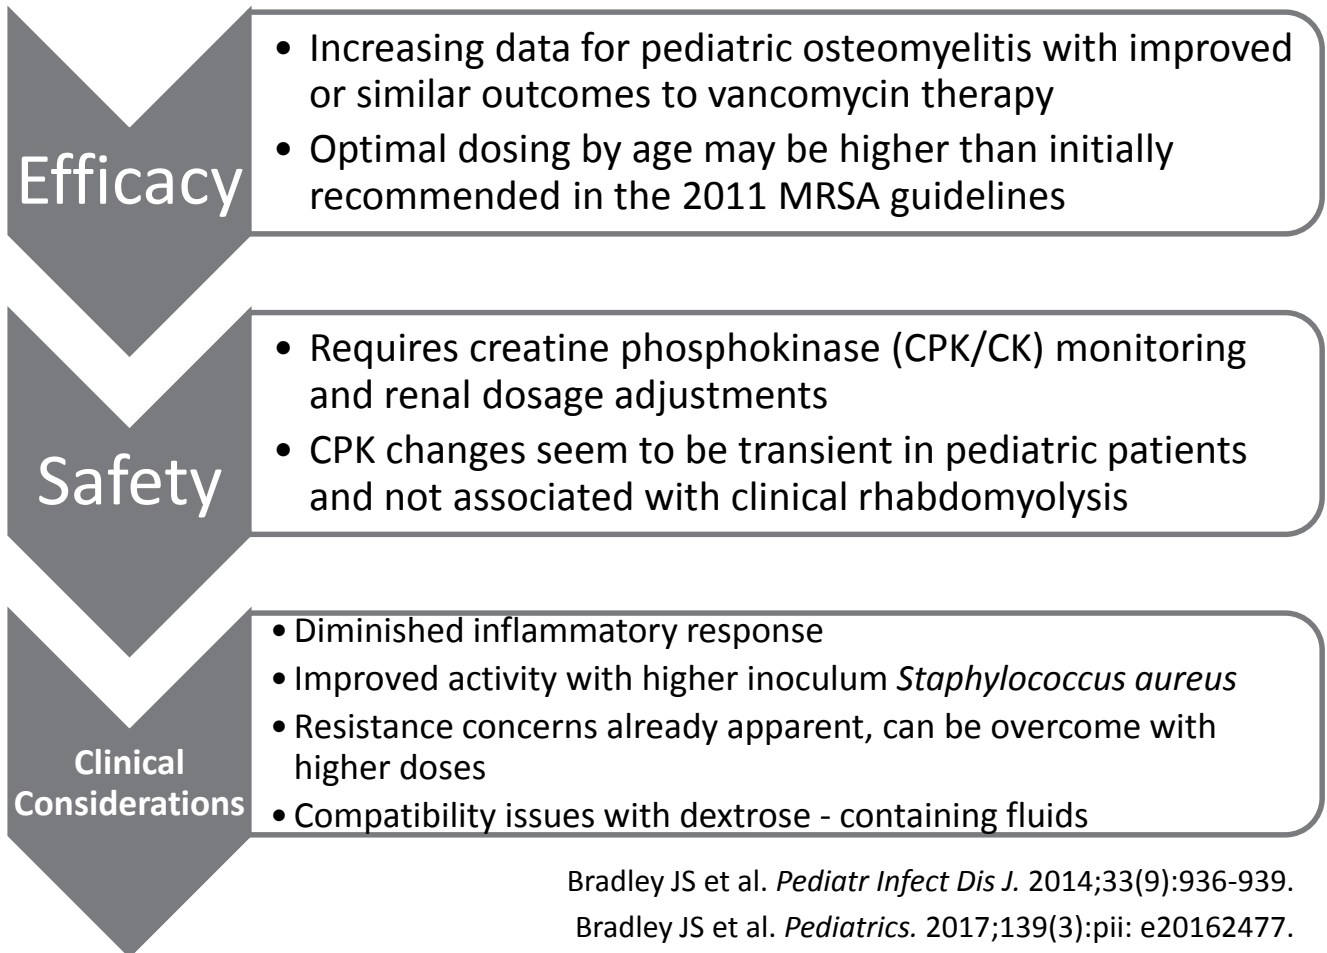 Efficacy
• Increasing data for pediatric osteomyelitis with improved
or similar outcomes to vancomycin therapy
• Optimal dosing by age may be higher than initially
recommended in the 2011 MRSA guidelines
Safety
• Requires creatine phosphokinase (CPK/CK) monitoring
and renal dosage adjustments
• CPK changes seem to be transient in pediatric patients
and not associated with clinical rhabdomyolysis
Clinical
Considerations
• Diminished inflammatory response
• Improved activity with higher inoculum Staphylococcus aureus
• Resistance concerns already apparent, can be overcome with
higher doses
• Compatibility issues with dextrose - containing fluids
Bradley JS et al. Pediatr Infect Dis J. 2014;33(9):936-939.
Bradley JS et al. Pediatrics. 2017;139(3):pii: e20162477.